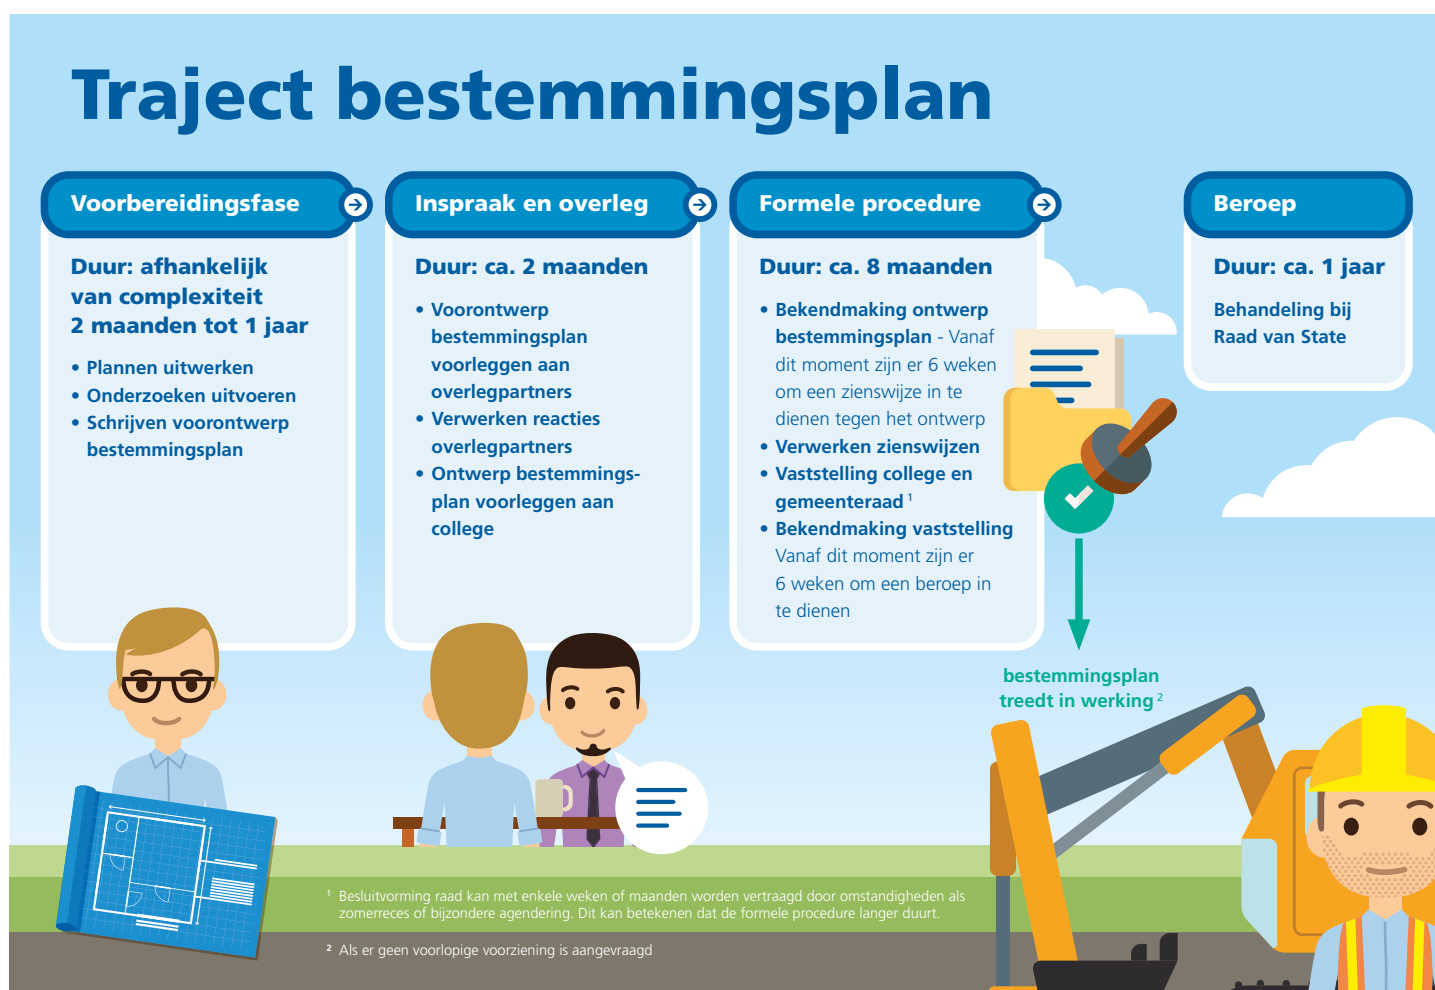 Traject bestemmingsplan
Voorbereidingsfase
Duur: afhankelijk
van complexiteit
2 maanden tot 1 jaar
• Plannen uitwerken
• Onderzoeken uitvoeren
• Schrijven voorontwerp
bestemmingsplan
Inspraak en overleg
Duur: ca. 2 maanden
• Voorontwerp
bestemmingsplan
voorleggen aan
overlegpartners
• Verwerken reacties
overlegpartners
• Ontwerp bestemmings-
plan voorleggen aan
college
Formele procedure
Duur: ca. 8 maanden
• Bekendmaking ontwerp
bestemmingsplan - Vanaf
dit moment zijn er 6 weken
om een zienswijze in te
dienen tegen het ontwerp
• Verwerken zienswijzen
• Vaststelling college en
gemeenteraad ¹
• Bekendmaking vaststelling
Vanaf dit moment zijn er
6 weken om een beroep in
te dienen
Beroep
Duur: ca. 1 jaar
Behandeling bij
Raad van State
bestemmingsplan
treedt in werking ²
¹ Besluitvorming raad kan met enkele weken of maanden worden vertraagd door omstandigheden als
zomerreces of bijzondere agendering. Dit kan betekenen dat de formele procedure langer duurt.
² Als er geen voorlopige voorziening is aangevraagd